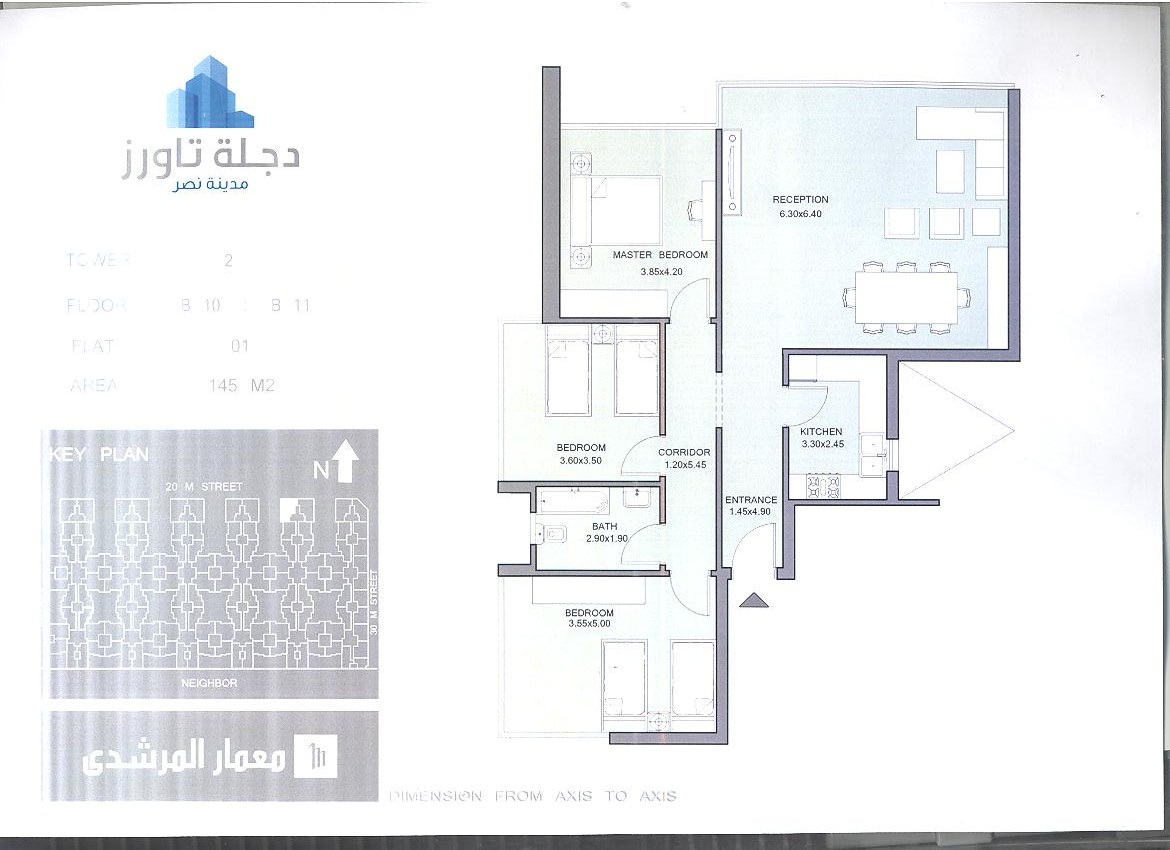 دجلة تاورز
مدينة نصر
TOWER 2
FLOOR B 10 : B 11
FLAT 01
AREA 145 M2
KEY PLAN
N
20 M STREET
30 M STREET
NEIGHBOR
معمار المرشدى
RECEPTION
6.30x6.40
MASTER BEDROOM
3.85x4.20
BEDROOM
3.60x3.50
CORRIDOR
1.20x5.45
KITCHEN
3.30x2.45
ENTRANCE
1.45x4.90
BATH
2.90x1.90
BEDROOM
3.55x5.00
DIMENSION FROM AXIS TO AXIS